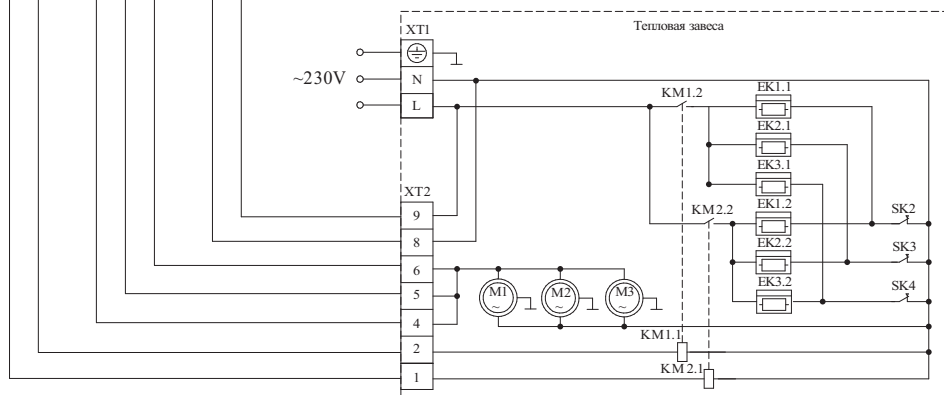 Тепловая завеса
XT1
~230V
N
L
KM1.2
EK1.1
EK2.1
EK3.1
XT2
KM2.2
EK1.2
SK2
9
8
EK2.2
SK3
6
5
4
M1
~
M2
~
M3
~
EK3.2
SK4
KM1.1
2
KM2.1
1